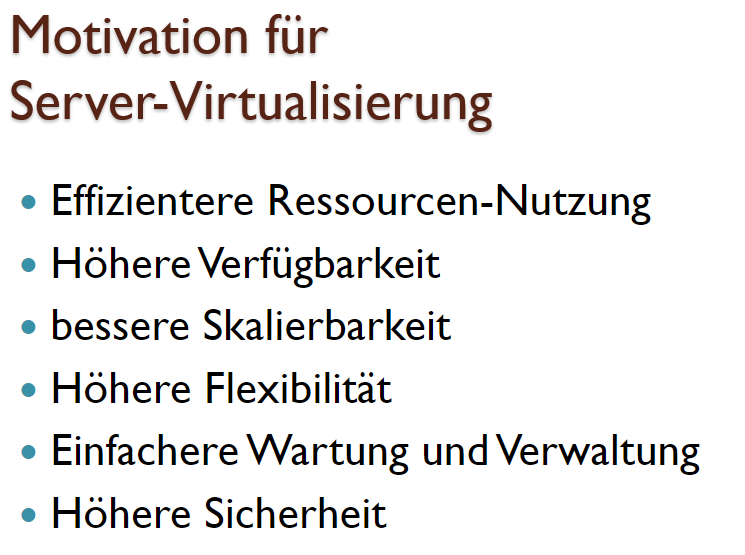 Motivation für
Server-Virtualisierung
• Effizientere Ressourcen-Nutzung
• Höhere Verfügbarkeit
• bessere Skalierbarkeit
• Höhere Flexibilität
• Einfachere Wartung und Verwaltung
• Höhere Sicherheit